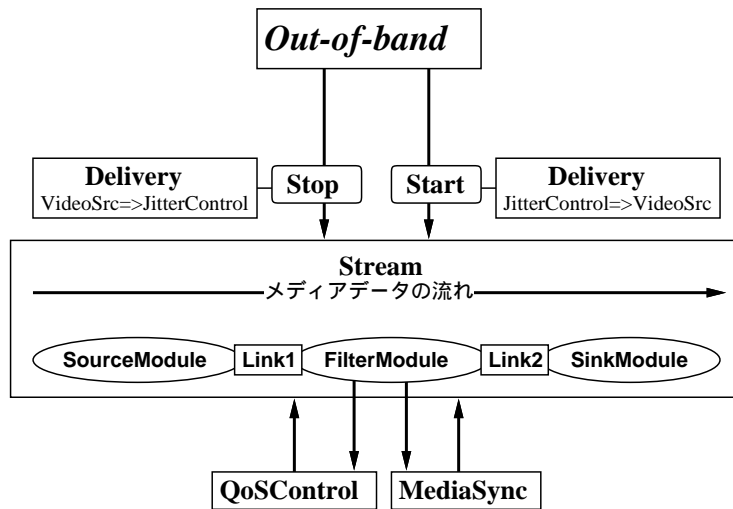 Out-of-band
Delivery
VideoSrc=>JitterControl
Stop
Start
Delivery
JitterControl=>VideoSrc
Stream
メディアデータの流れ
SourceModule
Link1
FilterModule
Link2
SinkModule
QoSControl
MediaSync